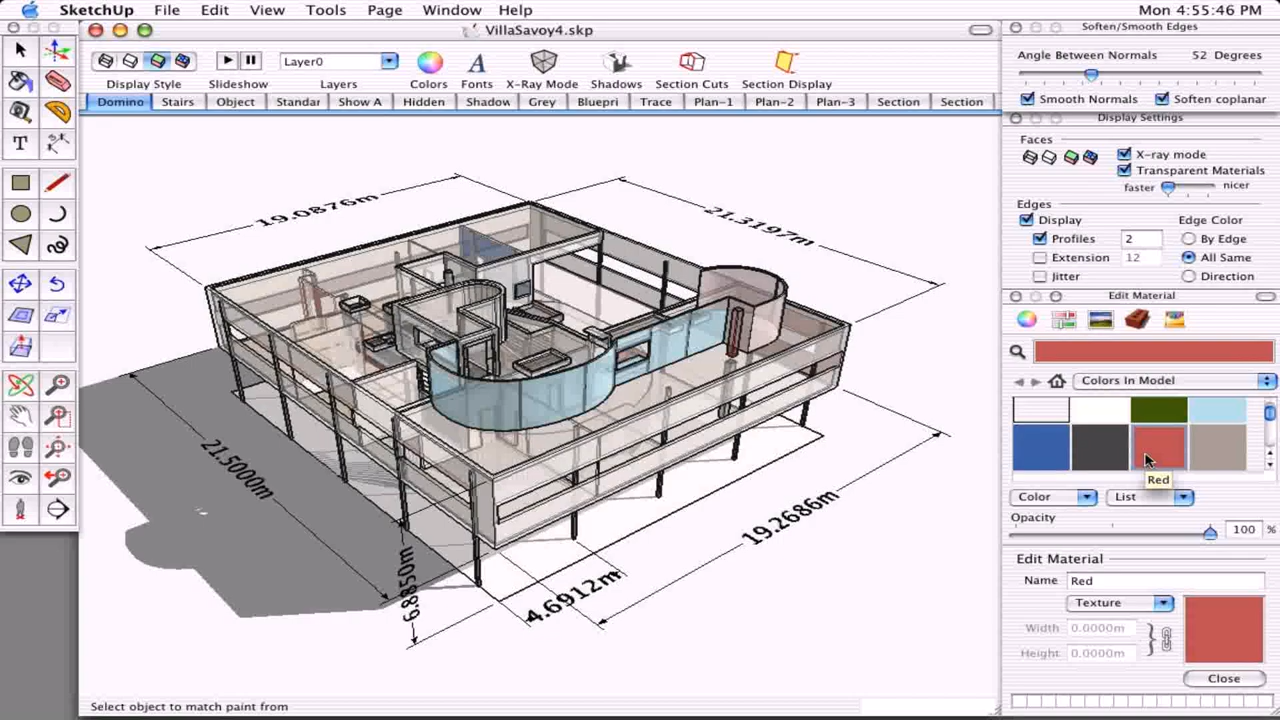 SketchUp File Edit View Tools Page Window Help Mon 4:55:46 PM
VillaSavoy4.skp
Layer0
Display Style Slideshow Layers Colors Fonts X-Ray Mode Shadows Section Cuts Section Display
Domino Stairs Object Standar Show A Hidden Shadow Grey Bluepri Trace Plan-1 Plan-2 Plan-3 Section Section
19.0876m
21.3197m
21.5000m
6.8850m
4.6912m
19.2686m
Select object to match paint from
Soften/Smooth Edges
Angle Between Normals 52 Degrees
Smooth Normals Soften coplanar
Display Settings
Faces
X-ray mode
Transparent Materials
faster nicer
Edges
Display Edge Color
Profiles 2 By Edge
Extension 12 All Same
Jitter Direction
Edit Material
Colors In Model
Red
Color List
Opacity
100 %
Edit Material
Name Red
Texture
Width 0.0000m
Height 0.0000m
Close